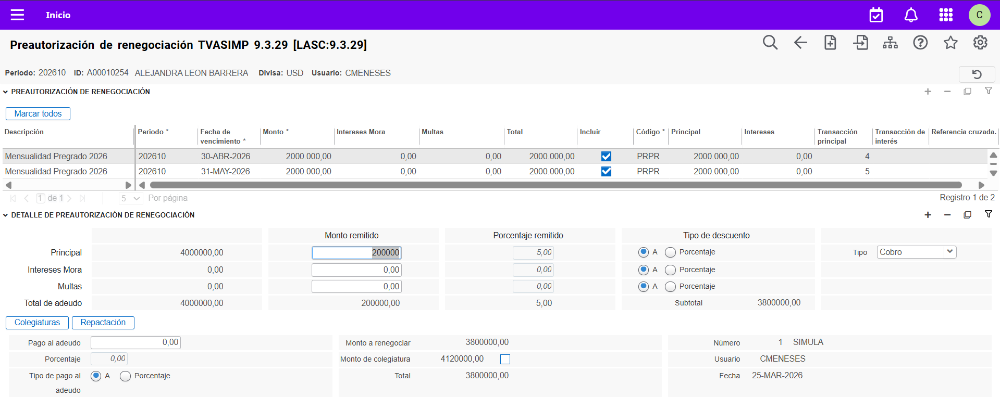 Inicio
C
Preautorización de renegociación TVASIMP 9.3.29 [LASC:9.3.29]
Periodo: 202610 ID: A00010254 ALEJANDRA LEON BARRERA Divisa: USD Usuario: CMENESES
PREAUTORIZACIÓN DE RENEGOCIACIÓN
Marcar todos
Descripción Periodo * Fecha de vencimiento * Monto * Intereses Mora Multas Total Incluir Código * Principal Intereses Transacción principal Transacción de interés Referencia cruzada.
Mensualidad Pregrado 2026 202610 30-ABR-2026 2000.000,00 0,00 0,00 2000.000,00 PRPR 2000.000,00 0,00 4
Mensualidad Pregrado 2026 202610 31-MAY-2026 2000.000,00 0,00 0,00 2000.000,00 PRPR 2000.000,00 0,00 5
1 de 1 5 Por página Registro 1 de 2
DETALLE DE PREAUTORIZACIÓN DE RENEGOCIACIÓN
Monto remitido Porcentaje remitido Tipo de descuento
Principal 4000000,00 200000 5,00 A Porcentaje Tipo Cobro
Intereses Mora 0,00 0,00 0,00 A Porcentaje
Multas 0,00 0,00 0,00 A Porcentaje
Total de adeudo 4000000,00 200000,00 5,00 Subtotal 3800000,00
Colegiaturas Repactación
Pago al adeudo 0,00 Monto a renegociar 3800000,00 Número 1 SIMULA
Porcentaje 0,00 Monto de colegiatura 4120000,00 Usuario CMENESES
Tipo de pago al adeudo A Porcentaje Total 3800000,00 Fecha 25-MAR-2026